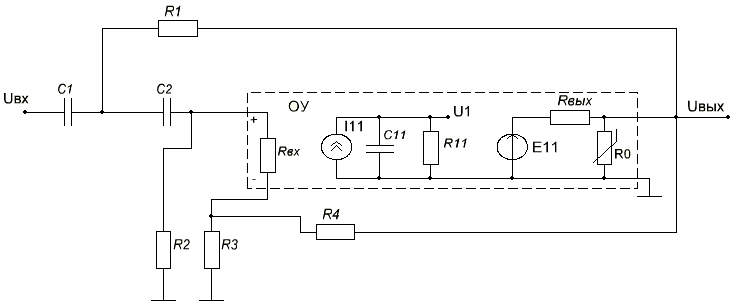 R1
Uвх
C1
C2
ОУ
Rвых
Uвых
+
I11
C11
U1
Rвх
R11
E11
R0
-
R4
R2
R3